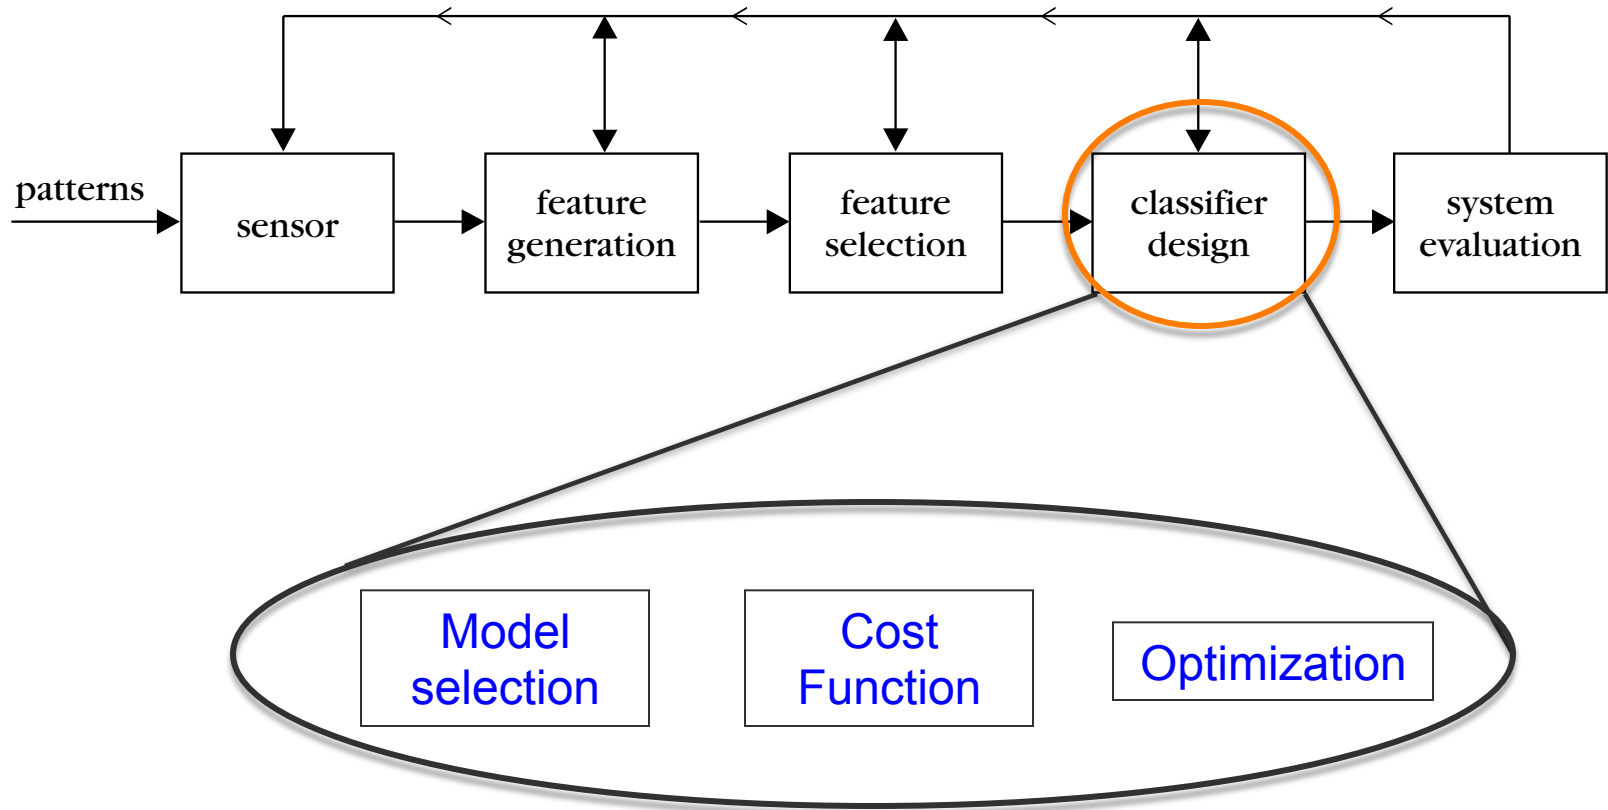 patterns
sensor
feature
generation
feature
selection
classifier
design
system
evaluation
Model
selection
Cost
Function
Optimization